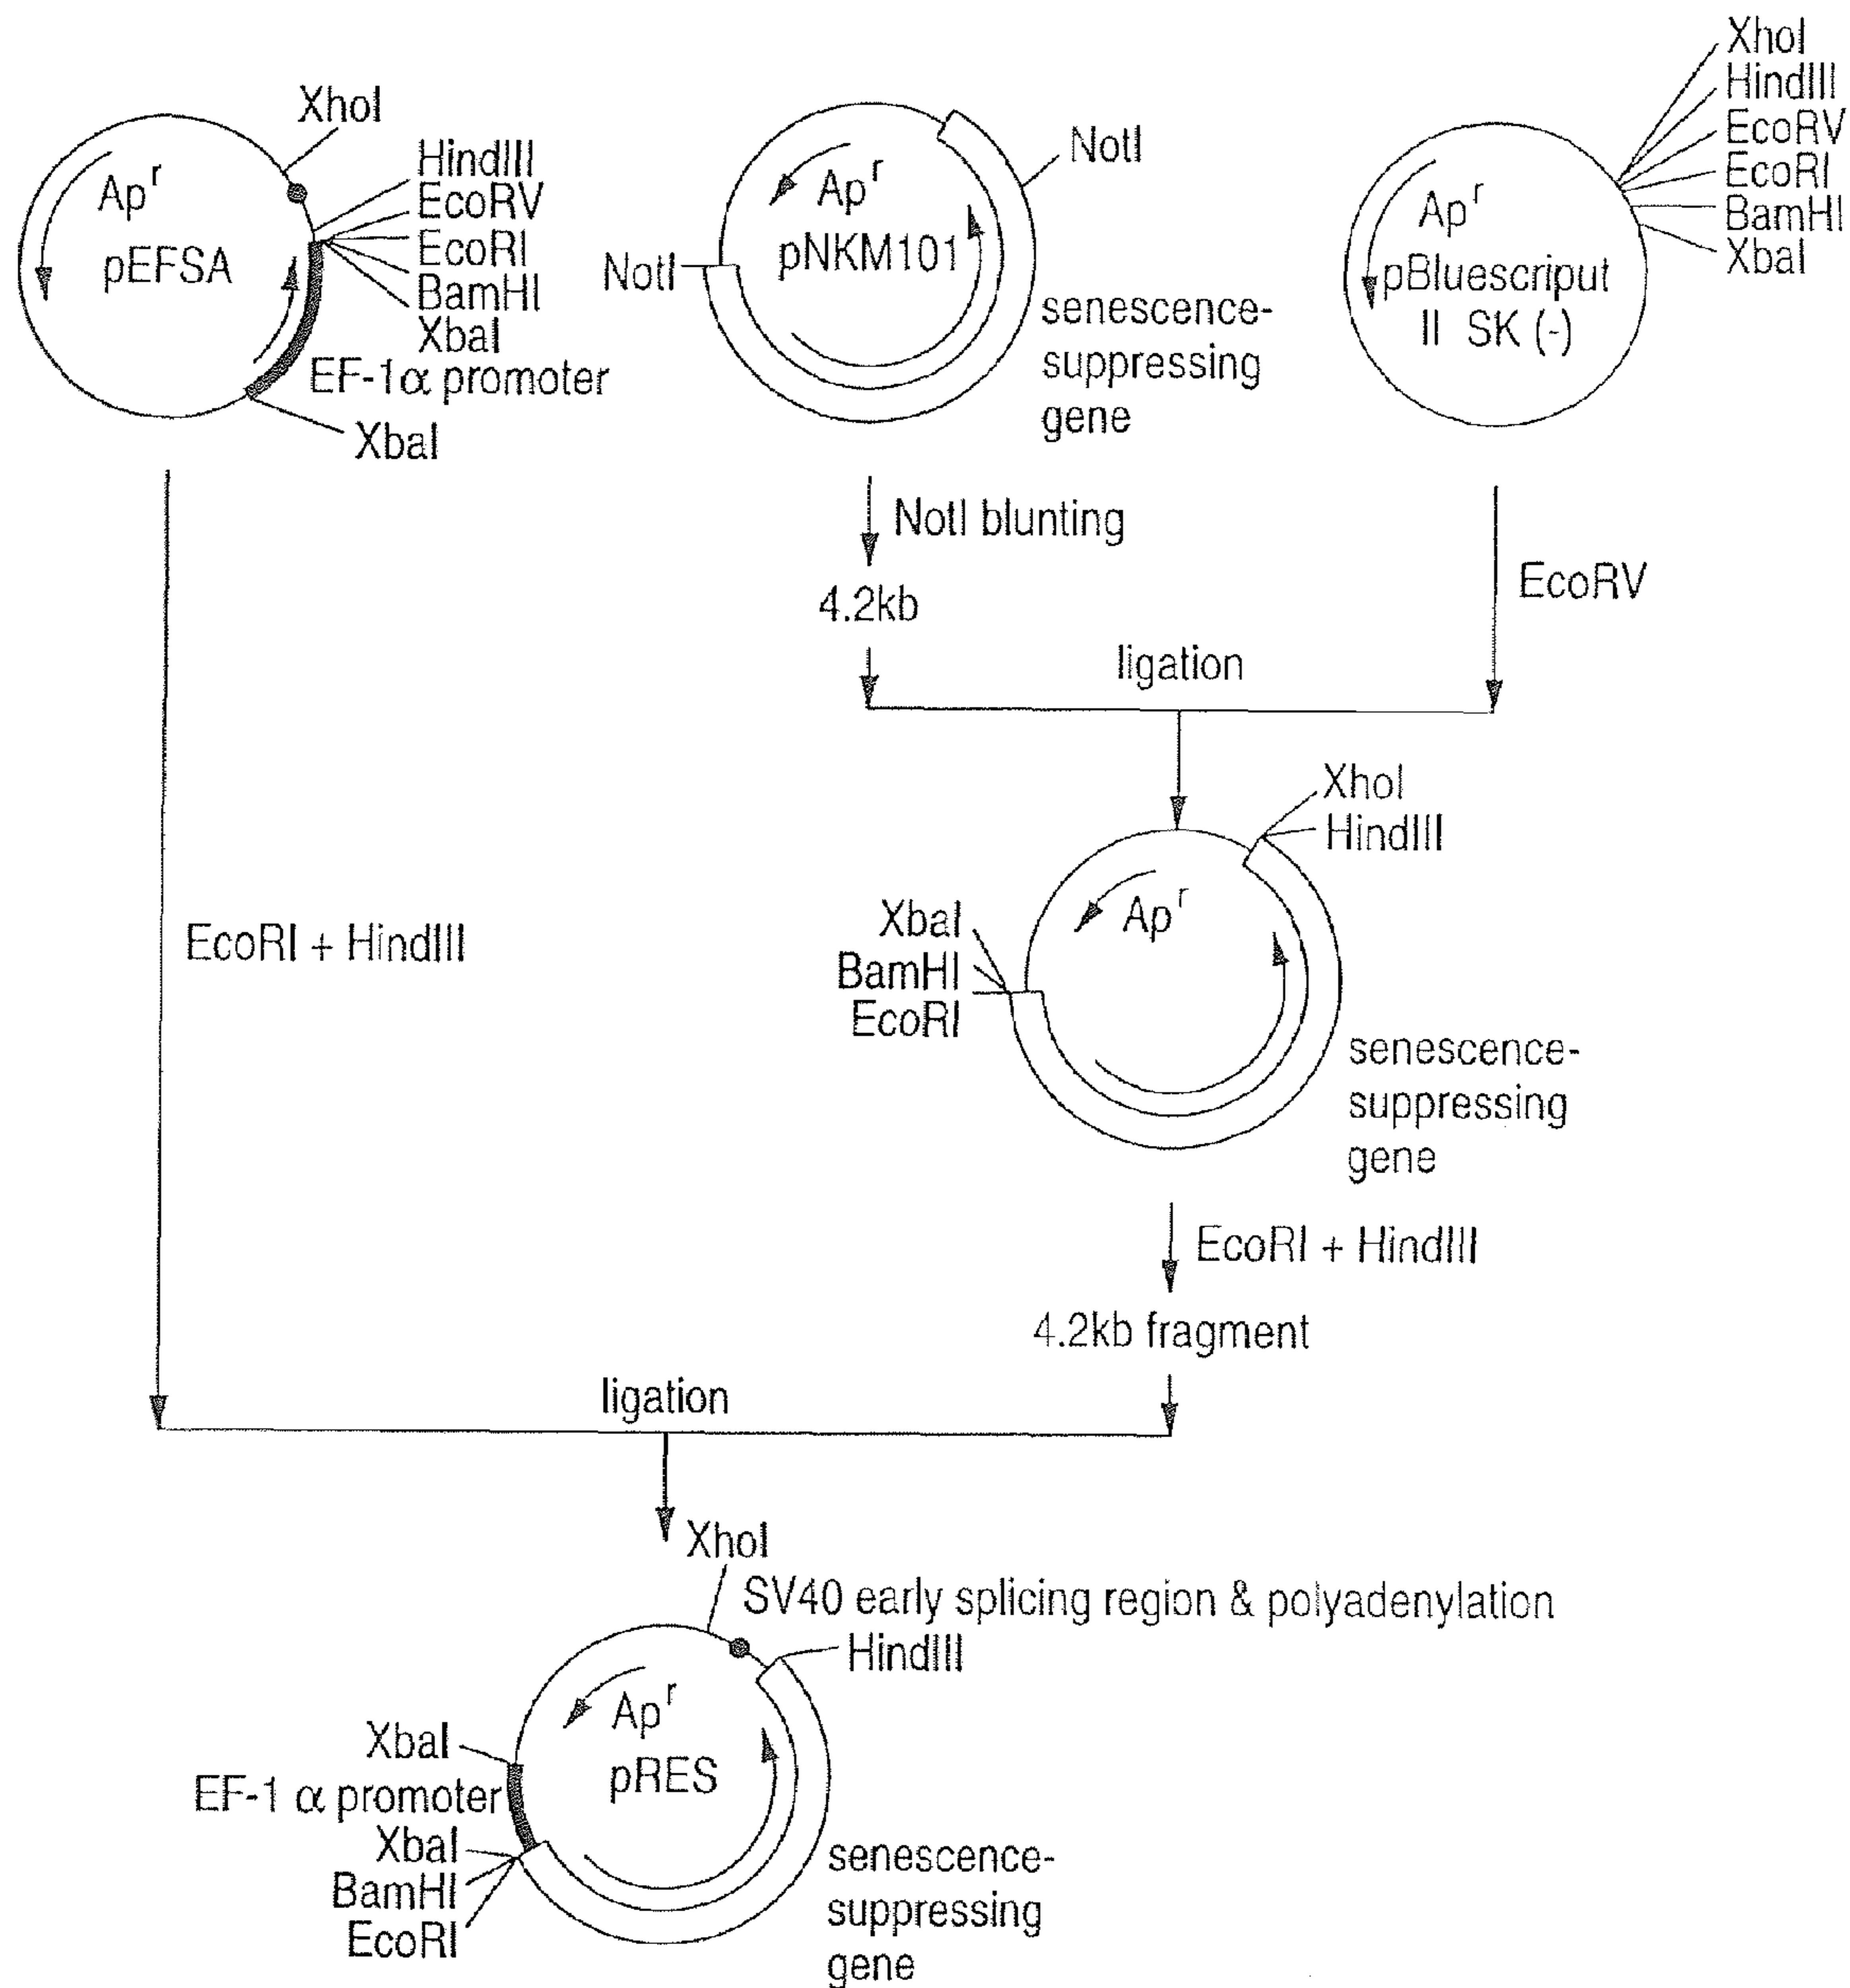 XhoI
HindIII
EcoRV
EcoRI
BamHI
XbaI
Ap^r
pEFSA
EF-1α promoter
XbaI
NotI
Ap^r
pNKM101
NotI
senescence-
suppressing
gene
XhoI
HindIII
EcoRV
EcoRI
BamHI
XbaI
Ap^r
pBluescriput
II SK (-)
NotI blunting
4.2kb
EcoRV
ligation
XhoI
HindIII
Ap^r
XbaI
BamHI
EcoRI
senescence-
suppressing
gene
EcoRI + HindIII
EcoRI + HindIII
4.2kb fragment
ligation
XhoI
SV40 early splicing region & polyadenylation
HindIII
Ap^r
pRES
XbaI
EF-1 α promoter
XbaI
BamHI
EcoRI
senescence-
suppressing
gene